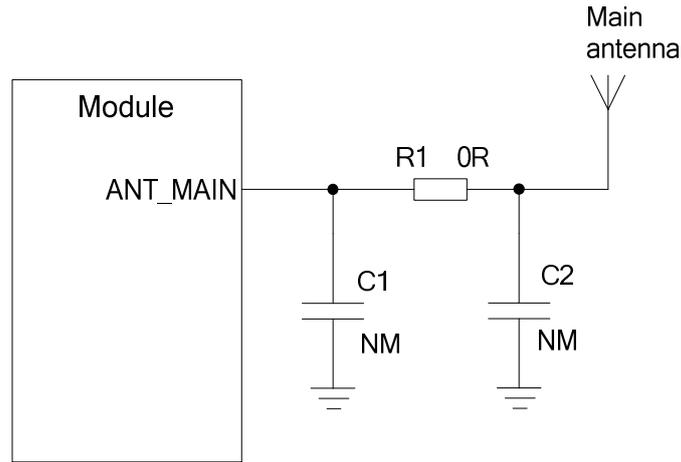 Main
antenna
Module
R1 0R
ANT_MAIN
C1
C2
NM
NM